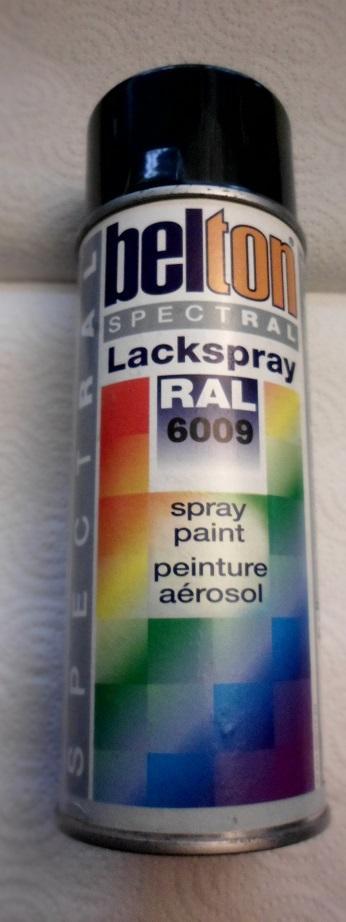 belton
SPECTRAL
Lackspray
RAL
6009
spray
paint
peinture
aérosol
SPECTRAL